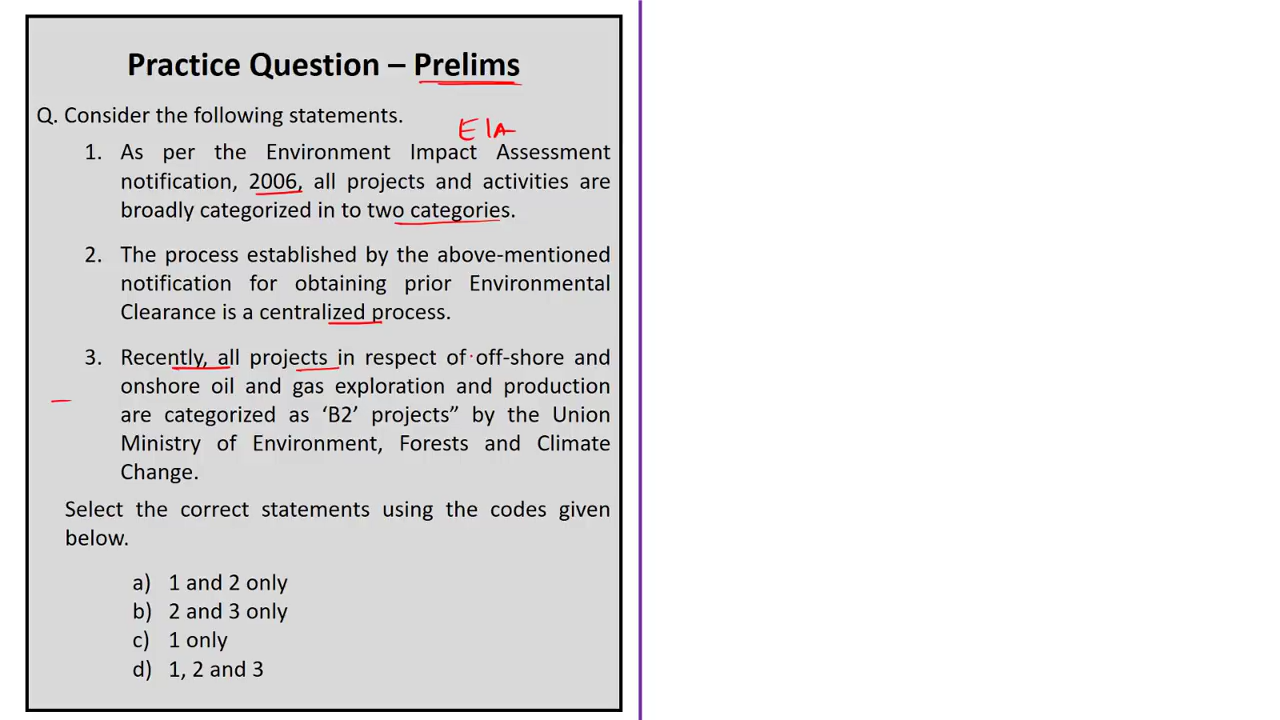 Practice Question – Prelims
Q. Consider the following statements.
EIA
1. As per the Environment Impact Assessment
notification, 2006, all projects and activities are
broadly categorized in to two categories.
2. The process established by the above-mentioned
notification for obtaining prior Environmental
Clearance is a centralized process.
3. Recently, all projects in respect of off-shore and
onshore oil and gas exploration and production
are categorized as ‘B2’ projects” by the Union
Ministry of Environment, Forests and Climate
Change.
Select the correct statements using the codes given
below.
a) 1 and 2 only
b) 2 and 3 only
c) 1 only
d) 1, 2 and 3